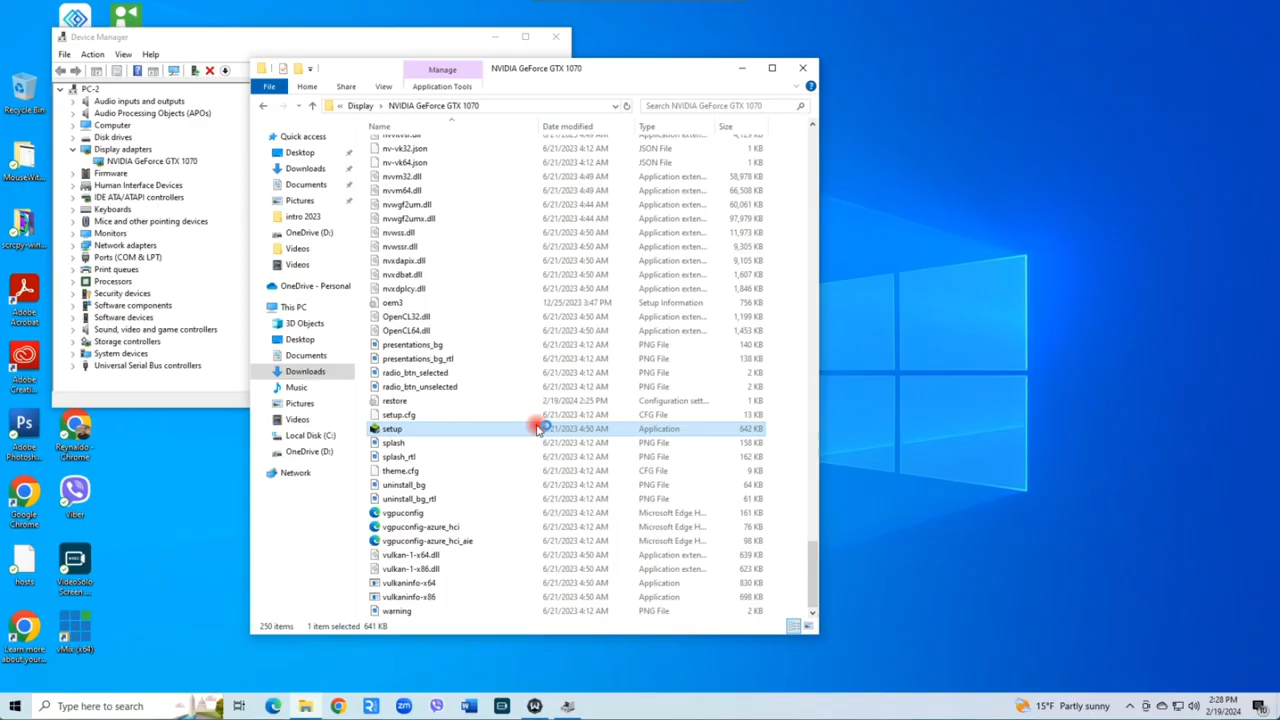 Device Manager
File Action View Help
PC-2
Audio inputs and outputs
Audio Processing Objects (APOs)
Computer
Disk drives
Display adapters
NVIDIA GeForce GTX 1070
Firmware
Human Interface Devices
IDE ATA/ATAPI controllers
Keyboards
Mice and other pointing devices
Monitors
Network adapters
Ports (COM & LPT)
Print queues
Processors
Security devices
Software components
Software devices
Sound, video and game controllers
Storage controllers
System devices
Universal Serial Bus controllers
Manage
NVIDIA GeForce GTX 1070
File Home Share View Application Tools
« Display > NVIDIA GeForce GTX 1070
Search NVIDIA GeForce GTX 1070
Quick access
Desktop
Downloads
Documents
Pictures
intro 2023
OneDrive (D:)
Videos
Videos
OneDrive - Personal
This PC
3D Objects
Desktop
Documents
Downloads
Music
Pictures
Videos
Local Disk (C:)
OneDrive (D:)
Network
Name Date modified Type Size
nv-vk32.json 6/21/2023 4:12 AM JSON File 1 KB
nv-vk64.json 6/21/2023 4:12 AM JSON File 1 KB
nvvm32.dll 6/21/2023 4:49 AM Application exten... 58,978 KB
nvvm64.dll 6/21/2023 4:49 AM Application exten... 66,508 KB
nvwgf2um.dll 6/21/2023 4:44 AM Application exten... 60,061 KB
nvwgf2umx.dll 6/21/2023 4:44 AM Application exten... 97,979 KB
nvwss.dll 6/21/2023 4:50 AM Application exten... 11,973 KB
nvwssr.dll 6/21/2023 4:50 AM Application exten... 9,305 KB
nvxdapix.dll 6/21/2023 4:50 AM Application exten... 11,201 KB
nvxdbat.dll 6/21/2023 4:50 AM Application exten... 1,607 KB
nvxdplcy.dll 6/21/2023 4:50 AM Application exten... 1,846 KB
oem3 12/25/2023 3:47 PM Setup Information 756 KB
OpenCL32.dll 6/21/2023 4:50 AM Application exten... 1,199 KB
OpenCL64.dll 6/21/2023 4:50 AM Application exten... 1,453 KB
presentations_bg 6/21/2023 4:12 AM PNG File 140 KB
presentations_bg_rtl 6/21/2023 4:12 AM PNG File 138 KB
radio_btn_selected 6/21/2023 4:12 AM PNG File 2 KB
radio_btn_unselected 6/21/2023 4:12 AM PNG File 2 KB
restore 2/19/2024 2:25 PM Configuration sett... 1 KB
setup.cfg 6/21/2023 4:12 AM CFG File 13 KB
setup 6/21/2023 4:50 AM Application 642 KB
splash 6/21/2023 4:12 AM PNG File 158 KB
splash_rtl 6/21/2023 4:12 AM PNG File 162 KB
theme.cfg 6/21/2023 4:12 AM CFG File 9 KB
uninstall_bg 6/21/2023 4:12 AM PNG File 64 KB
uninstall_bg_rtl 6/21/2023 4:12 AM PNG File 61 KB
vgpuconfig 6/21/2023 4:12 AM Microsoft Edge H... 161 KB
vgpuconfig-azure_hci 6/21/2023 4:12 AM Microsoft Edge H... 76 KB
vgpuconfig-azure_hci_aie 6/21/2023 4:12 AM Microsoft Edge H... 98 KB
vulkan-1-x64.dll 6/21/2023 4:50 AM Application exten... 639 KB
vulkan-1-x86.dll 6/21/2023 4:50 AM Application exten... 623 KB
vulkaninfo-x64 6/21/2023 4:50 AM Application 830 KB
vulkaninfo-x86 6/21/2023 4:50 AM Application 698 KB
warning 6/21/2023 4:12 AM PNG File 2 KB
250 items 1 item selected 641 KB
Recycle Bin
MouseWit...
scrcpy-win...
Adobe
Acrobat
Adobe
Creati...
Adobe
Photosh...
Reynaldo -
Chrome
Google
Chrome
Viber
hosts
VideoSolo
Screen ...
Learn more
about your...
vMix (x64)
Type here to search
15°F Partly sunny
2:28 PM
2/19/2024